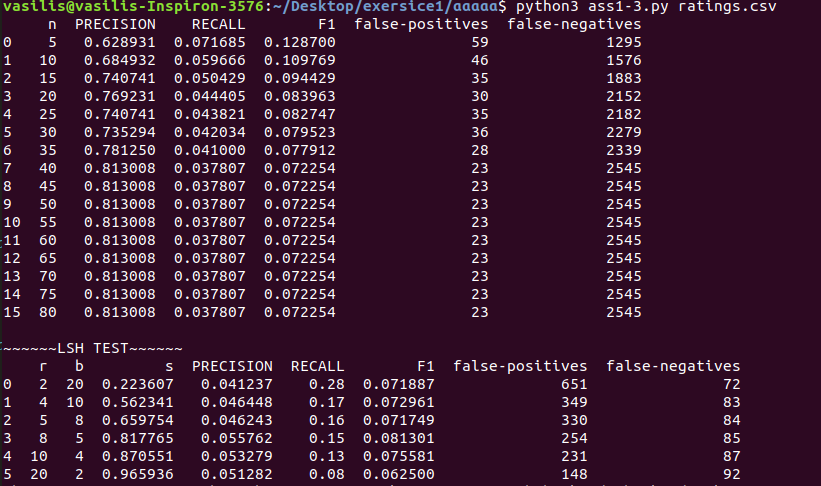 vasilis@vasilis-Inspiron-3576:~/Desktop/exersice1/ααααα$ python3 ass1-3.py ratings.csv
n PRECISION RECALL F1 false-positives false-negatives
0 5 0.628931 0.071685 0.128700 59 1295
1 10 0.684932 0.059666 0.109769 46 1576
2 15 0.740741 0.050429 0.094429 35 1883
3 20 0.769231 0.044405 0.083963 30 2152
4 25 0.740741 0.043821 0.082747 35 2182
5 30 0.735294 0.042034 0.079523 36 2279
6 35 0.781250 0.041000 0.077912 28 2339
7 40 0.813008 0.037807 0.072254 23 2545
8 45 0.813008 0.037807 0.072254 23 2545
9 50 0.813008 0.037807 0.072254 23 2545
10 55 0.813008 0.037807 0.072254 23 2545
11 60 0.813008 0.037807 0.072254 23 2545
12 65 0.813008 0.037807 0.072254 23 2545
13 70 0.813008 0.037807 0.072254 23 2545
14 75 0.813008 0.037807 0.072254 23 2545
15 80 0.813008 0.037807 0.072254 23 2545
~~~~~~LSH TEST~~~~~~
r b s PRECISION RECALL F1 false-positives false-negatives
0 2 20 0.223607 0.041237 0.28 0.071887 651 72
1 4 10 0.562341 0.046448 0.17 0.072961 349 83
2 5 8 0.659754 0.046243 0.16 0.071749 330 84
3 8 5 0.817765 0.055762 0.15 0.081301 254 85
4 10 4 0.870551 0.053279 0.13 0.075581 231 87
5 20 2 0.965936 0.051282 0.08 0.062500 148 92